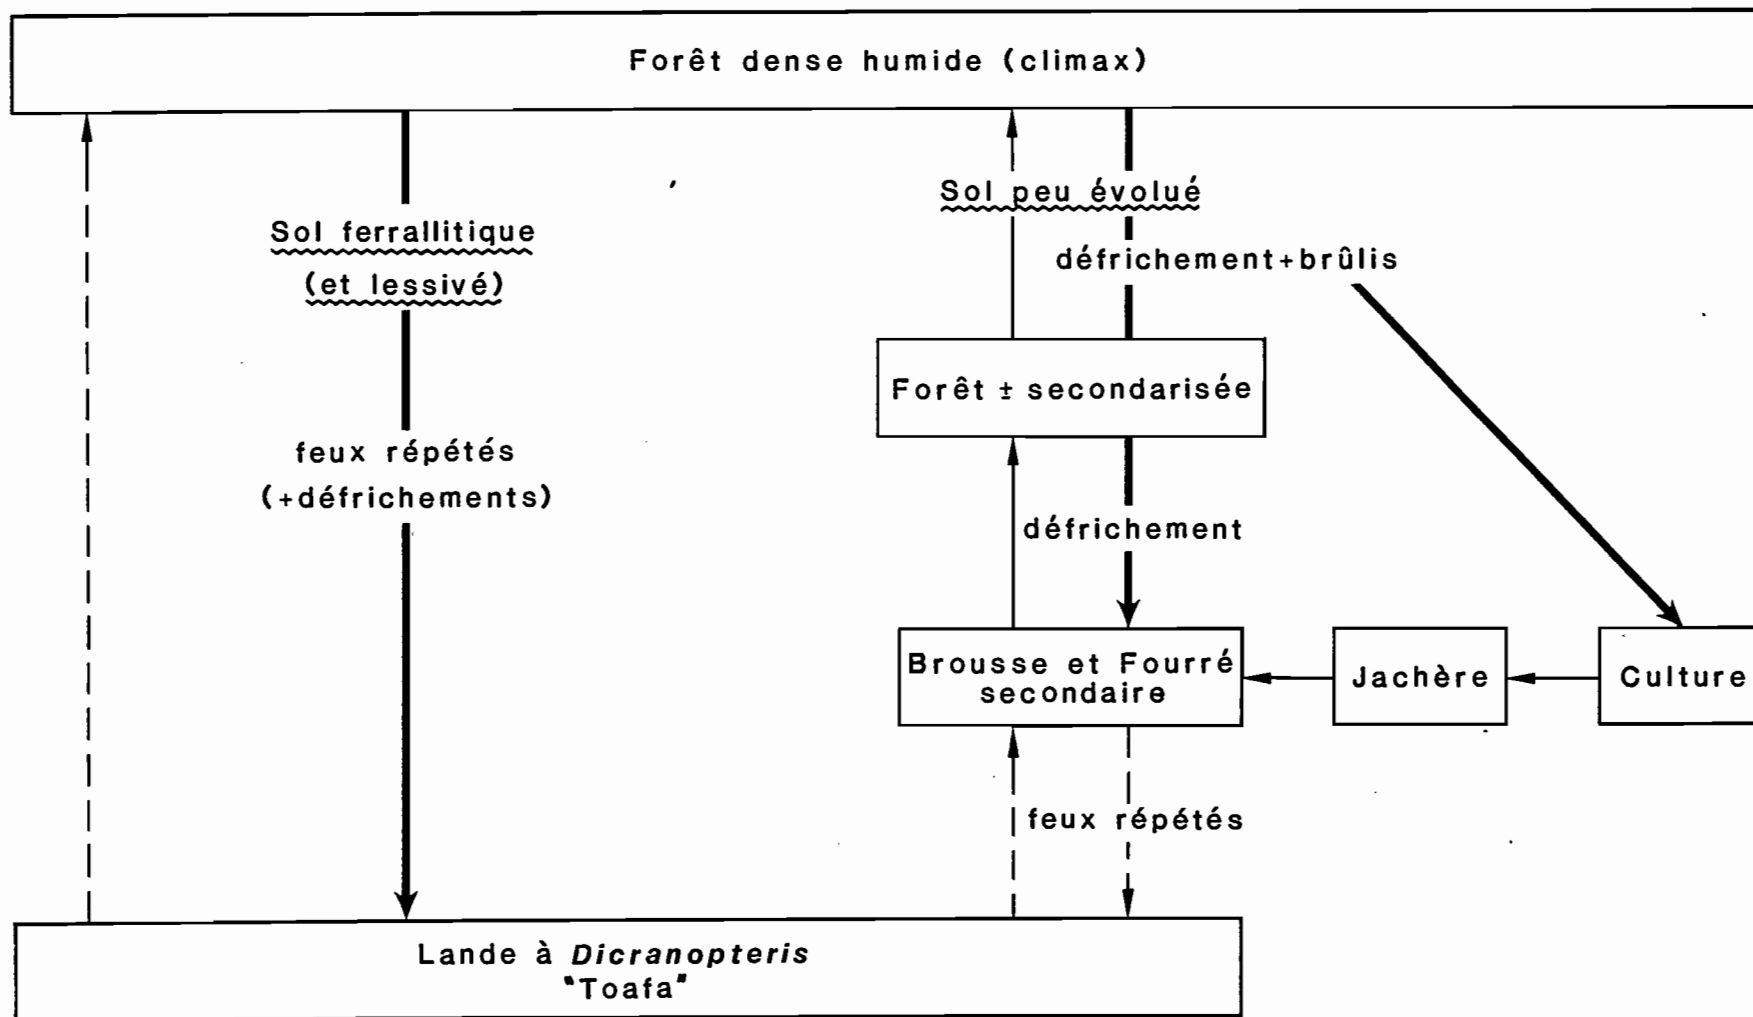 Forêt dense humide (climax)
Sol peu évolué
Sol ferrallitique
(et lessivé)
défrichement+brûlis
Forêt ± secondarisée
feux répétés
(+défrichements)
défrichement
Brousse et Fourré
secondaire
Jachère
Culture
feux répétés
Lande à Dicranopteris
"Toafa"